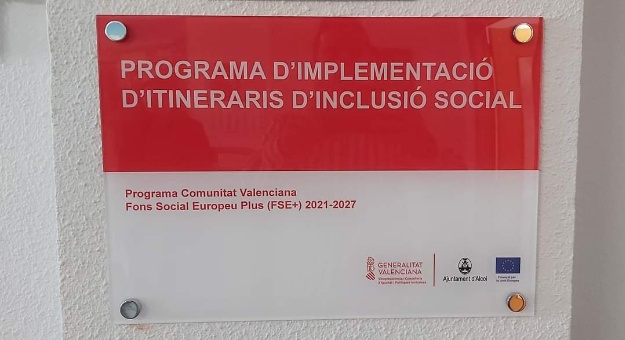 PROGRAMA D'IMPLEMENTACIÓ
D'ITINERARIS D'INCLUSIÓ SOCIAL
Programa Comunitat Valenciana
Fons Social Europeu Plus (FSE+) 2021-2027
GENERALITAT
VALENCIANA
Ajuntament d'Alcoi